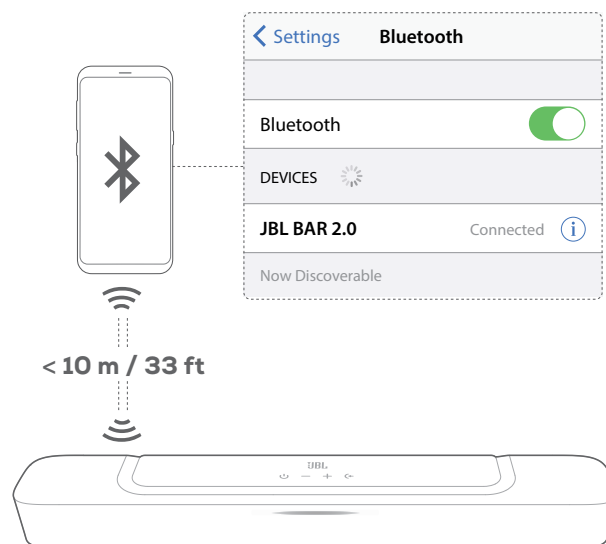 Settings Bluetooth
Bluetooth
DEVICES
JBL BAR 2.0 Connected i
Now Discoverable
< 10 m / 33 ft
JBL